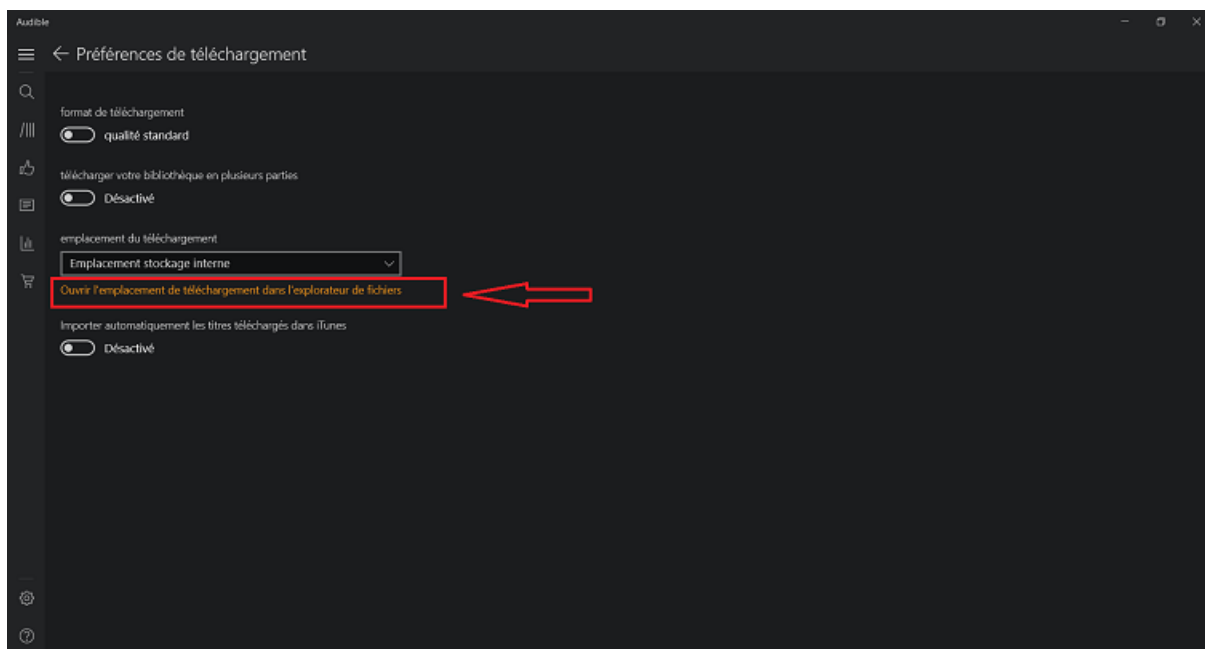 Audible
Préférences de téléchargement
format de téléchargement
qualité standard
télécharger votre bibliothèque en plusieurs parties
Désactivé
emplacement du téléchargement
Emplacement stockage interne
Ouvrir l'emplacement de téléchargement dans l'explorateur de fichiers
Importer automatiquement les titres téléchargés dans iTunes
Désactivé